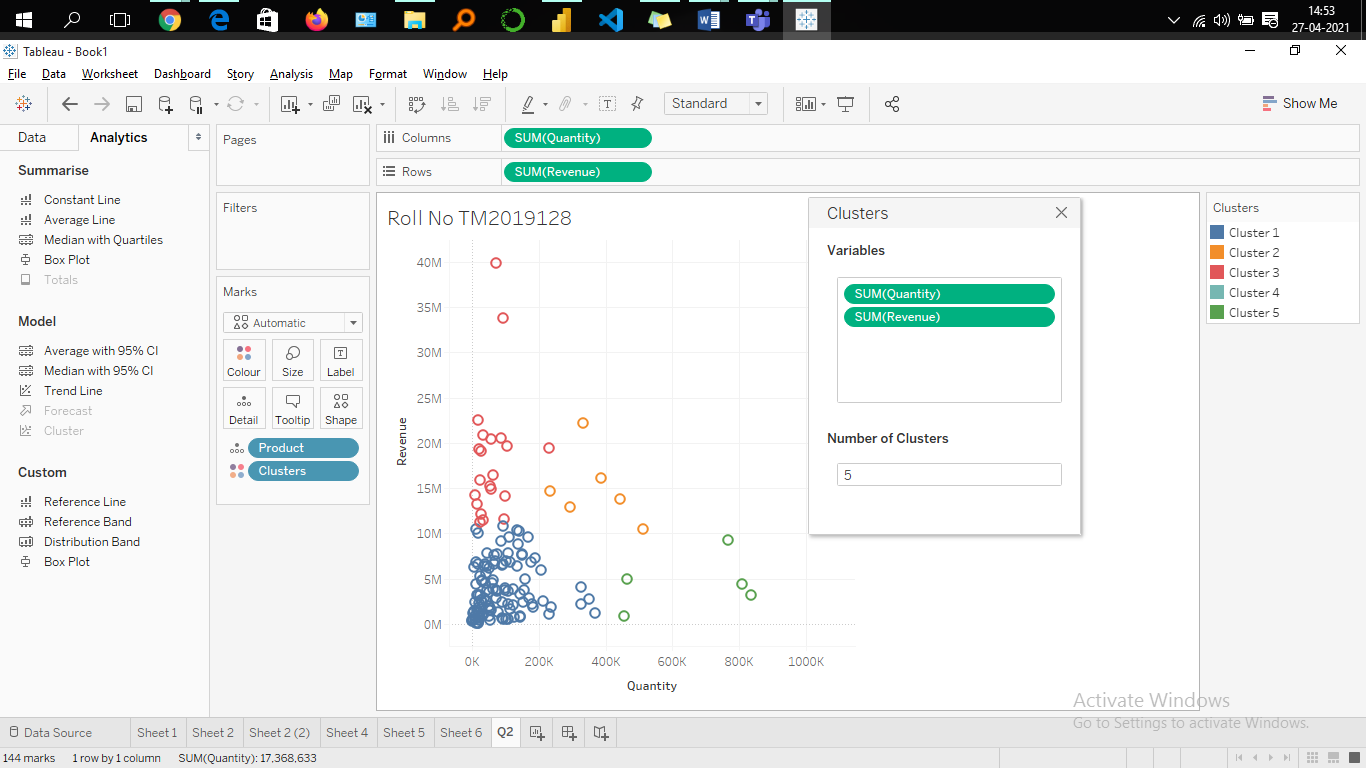 14:53
27-04-2021
Tableau - Book1
File Data Worksheet Dashboard Story Analysis Map Format Window Help
Standard
Show Me
Data Analytics
Summarise
Constant Line
Average Line
Median with Quartiles
Box Plot
Totals
Model
Average with 95% CI
Median with 95% CI
Trend Line
Forecast
Cluster
Custom
Reference Line
Reference Band
Distribution Band
Box Plot
Pages
Filters
Marks
Automatic
Colour Size Label
Detail Tooltip Shape
Product
Clusters
Columns SUM(Quantity)
Rows SUM(Revenue)
Roll No TM2019128
40M
35M
30M
25M
20M
15M
10M
5M
0M
Revenue
0K 200K 400K 600K 800K 1000K
Quantity
Clusters
Variables
SUM(Quantity)
SUM(Revenue)
Number of Clusters
5
Clusters
Cluster 1
Cluster 2
Cluster 3
Cluster 4
Cluster 5
Activate Windows
Go to Settings to activate Windows.
Data Source Sheet 1 Sheet 2 Sheet 2 (2) Sheet 4 Sheet 5 Sheet 6 Q2
144 marks 1 row by 1 column SUM(Quantity): 17,368,633